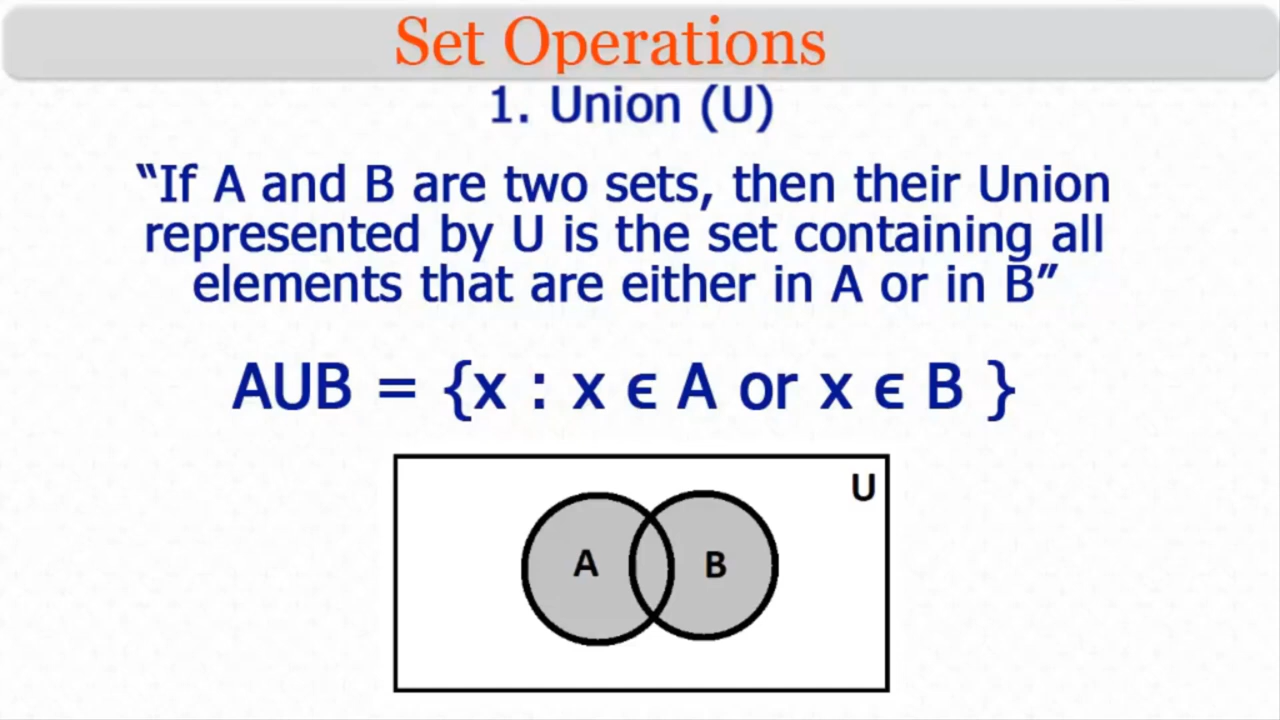 Set Operations
1. Union (U)
“If A and B are two sets, then their Union
represented by U is the set containing all
elements that are either in A or in B”
AUB = {x : x ϵ A or x ϵ B }
U
A B